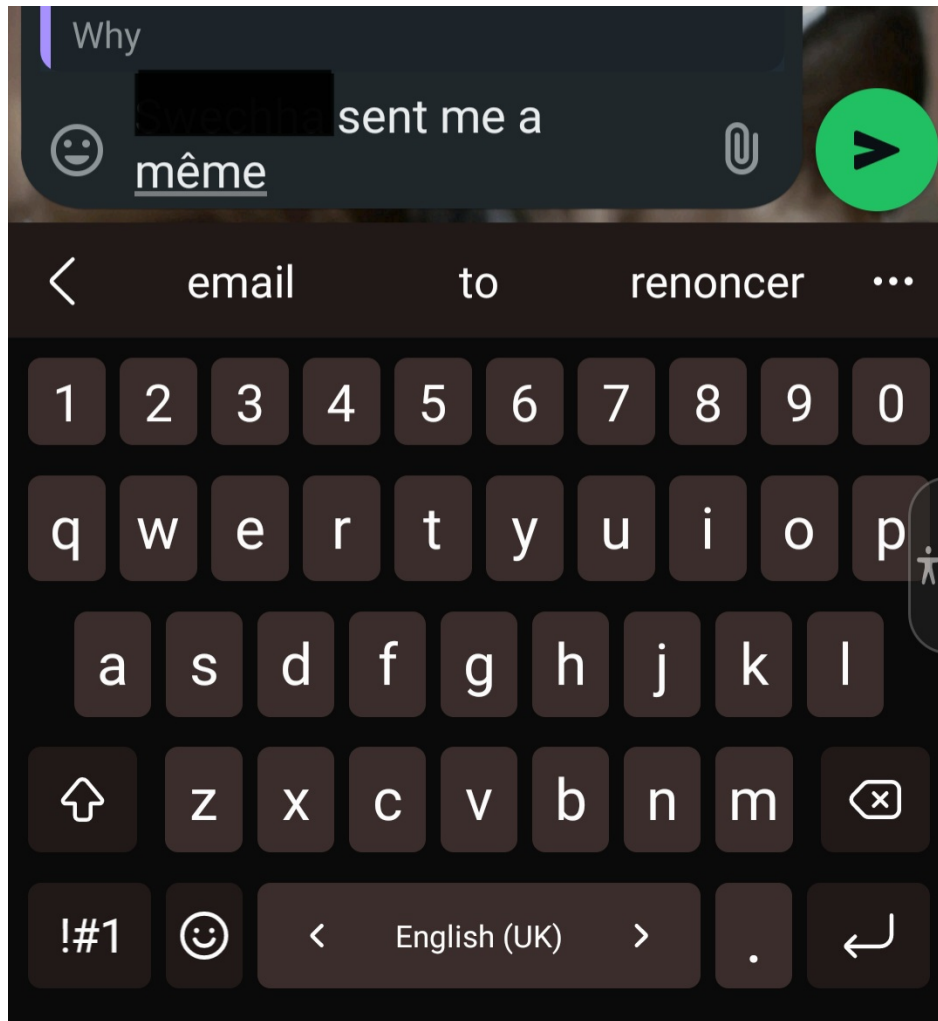 Why
sent me a
même
email to renoncer
1 2 3 4 5 6 7 8 9 0
q w e r t y u i o p
a s d f g h j k l
z x c v b n m
!#1 < English (UK) > .